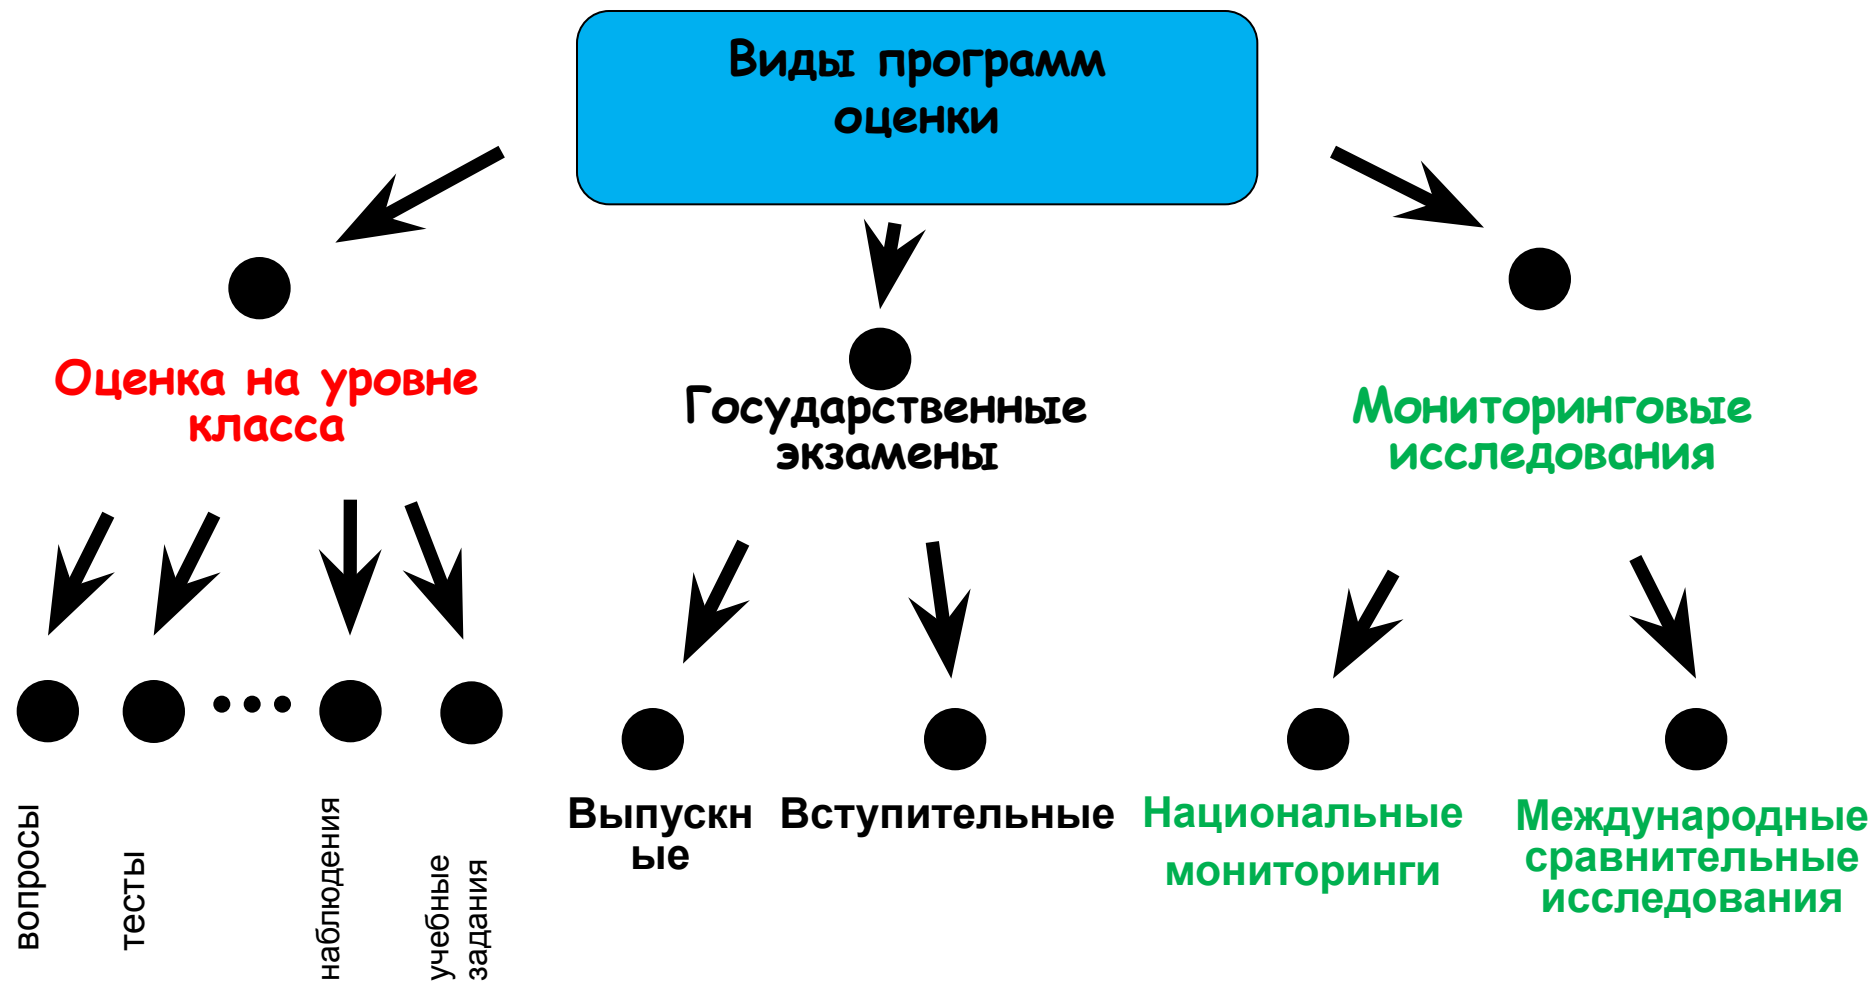 Виды программ
оценки
Оценка на уровне
класса
Государственные
экзамены
Мониторинговые
исследования
вопросы
тесты
наблюдения
учебные
задания
Выпускн
ые
Вступительные
Национальные
мониторинги
Международные
сравнительные
исследования